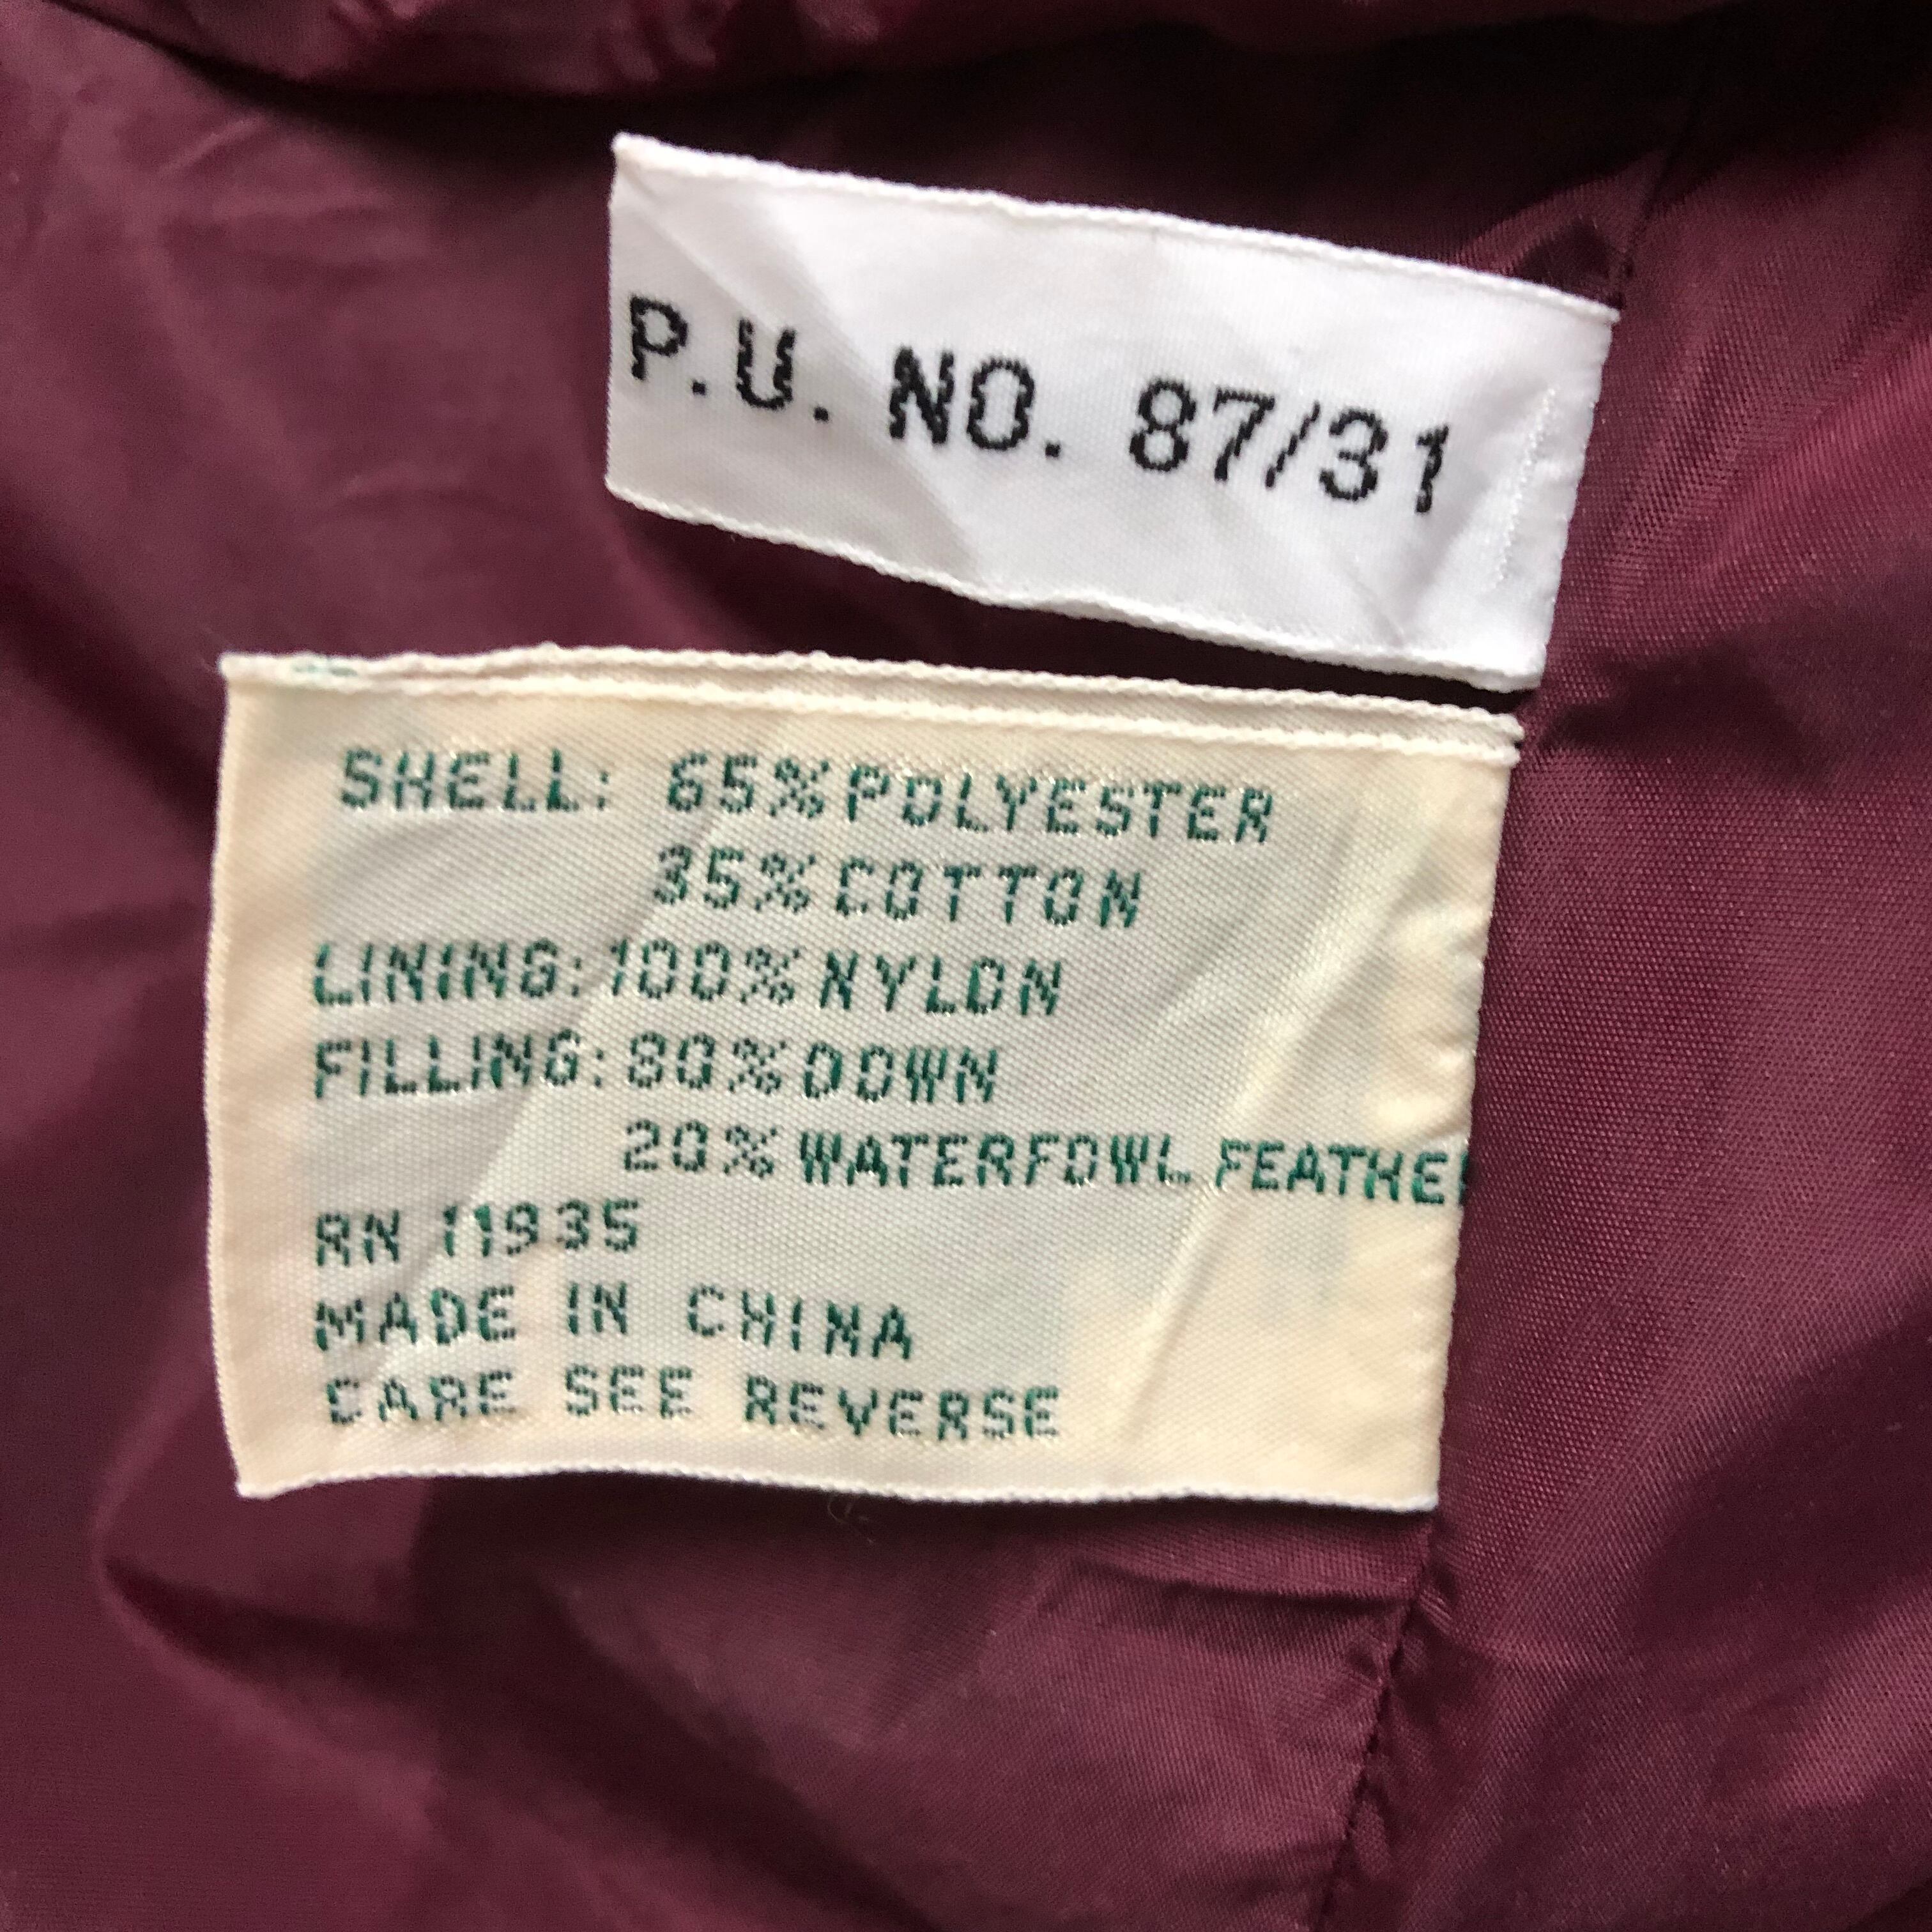 P.U. NO. 87/31
SHELL: 65% POLYESTER
35% COTTON
LINING: 100% NYLON
FILLING: 80% DOWN
20% WATERFOWL FEATHE
RN 11935
MADE IN CHINA
CARE SEE REVERSE